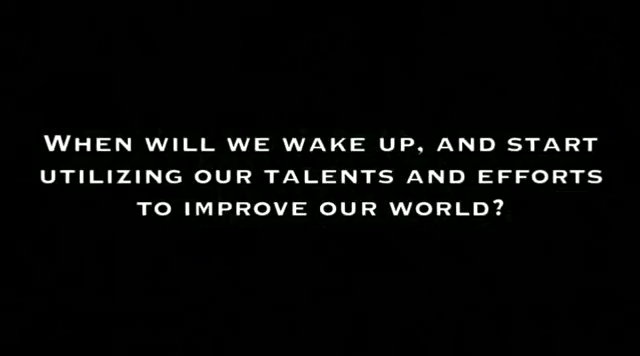 When will we wake up, and start
utilizing our talents and efforts
to improve our world?